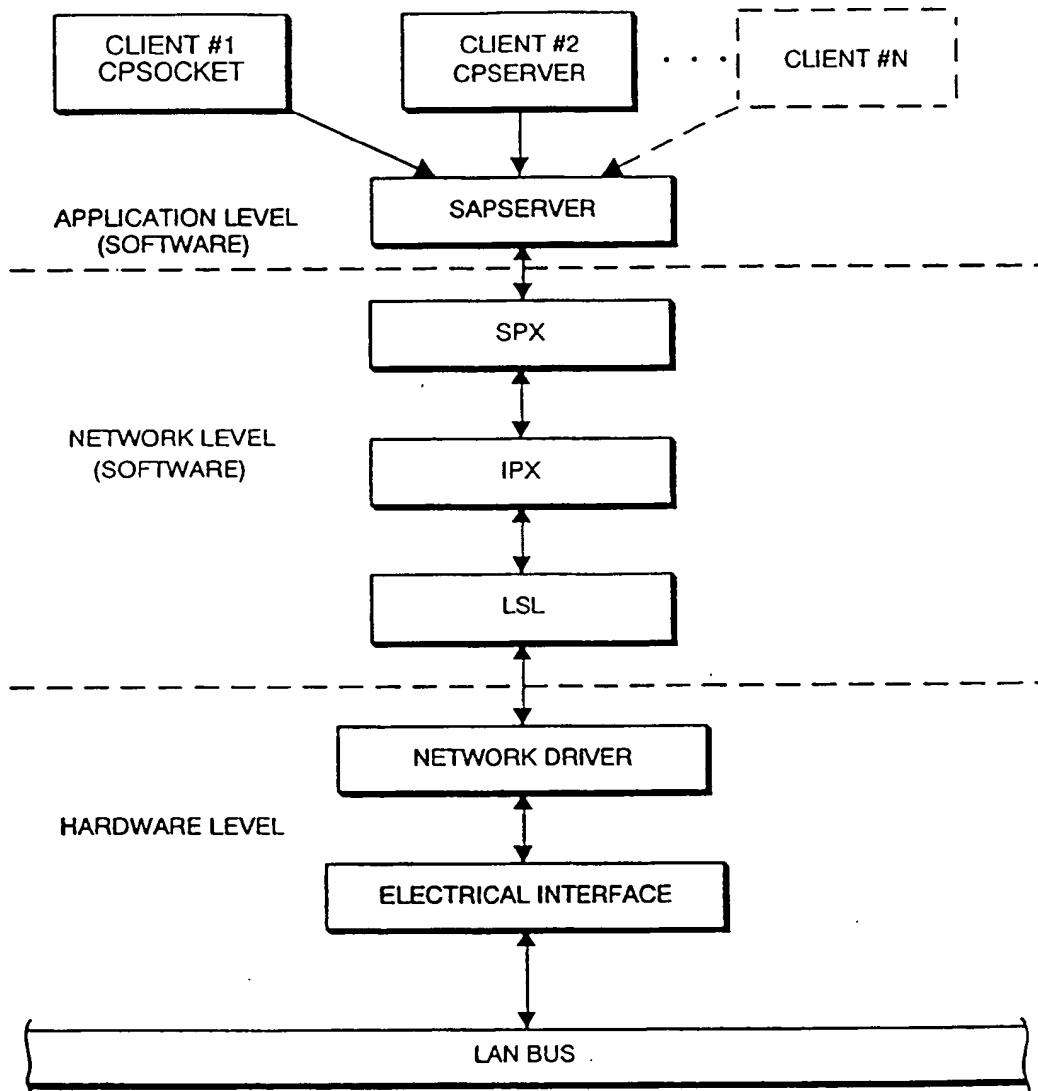 CLIENT #1
CPSOCKET
CLIENT #2
CPSERVER
. . .
CLIENT #N
SAPSERVER
APPLICATION LEVEL
(SOFTWARE)
SPX
NETWORK LEVEL
(SOFTWARE)
IPX
LSL
NETWORK DRIVER
HARDWARE LEVEL
ELECTRICAL INTERFACE
LAN BUS